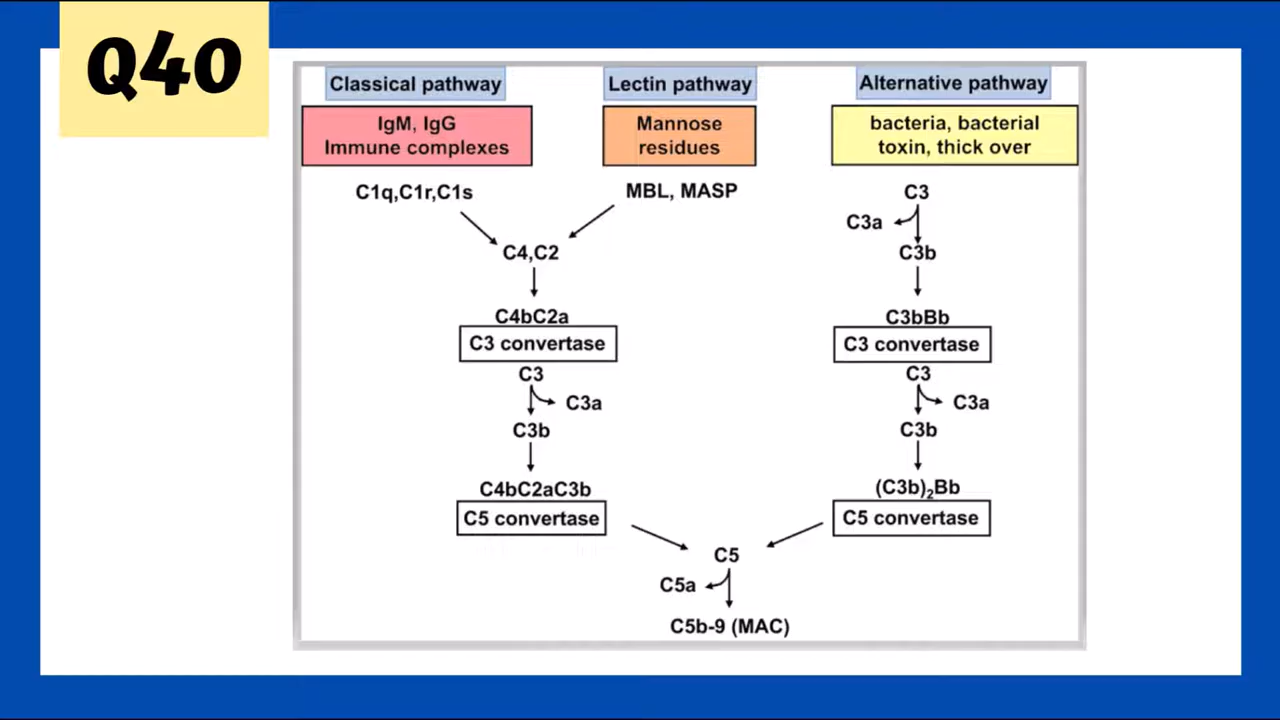 Q40
Classical pathway
Lectin pathway
Alternative pathway
IgM, IgG
Immune complexes
Mannose
residues
bacteria, bacterial
toxin, thick over
C1q,C1r,C1s
MBL, MASP
C3
C3a
C4,C2
C3b
C4bC2a
C3 convertase
C3bBb
C3 convertase
C3
C3a
C3b
C3
C3a
C3b
C4bC2aC3b
C5 convertase
(C3b)₂Bb
C5 convertase
C5
C5a
C5b-9 (MAC)